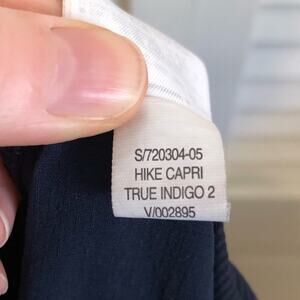 S/720304-05
HIKE CAPRI
TRUE INDIGO 2
V/002895